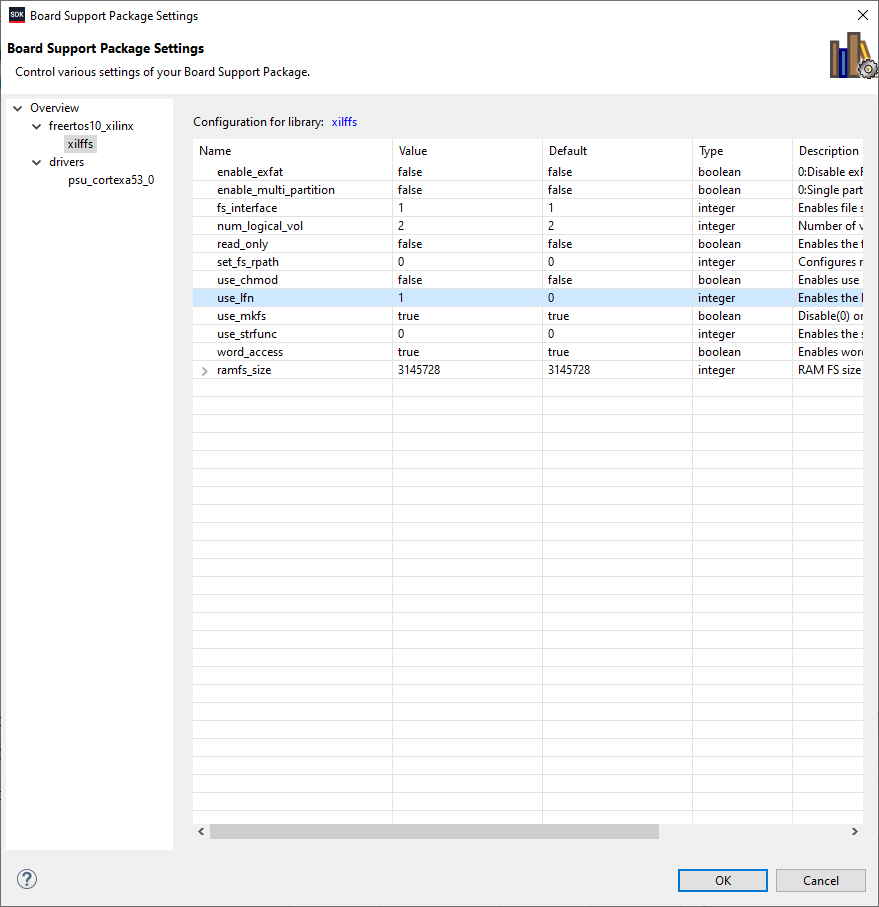 SDK Board Support Package Settings
Board Support Package Settings
Control various settings of your Board Support Package.
Overview
freertos10_xilinx
xilffs
drivers
psu_cortexa53_0
Configuration for library: xilffs
Name Value Default Type Description
enable_exfat false false boolean 0:Disable exF
enable_multi_partition false false boolean 0:Single part
fs_interface 1 1 integer Enables file s
num_logical_vol 2 2 integer Number of v
read_only false false boolean Enables the f
set_fs_rpath 0 0 integer Configures r
use_chmod false false boolean Enables use
use_lfn 1 0 integer Enables the
use_mkfs true true boolean Disable(0) or
use_strfunc 0 0 integer Enables the s
word_access true true boolean Enables word
ramfs_size 3145728 3145728 integer RAM FS size
OK Cancel